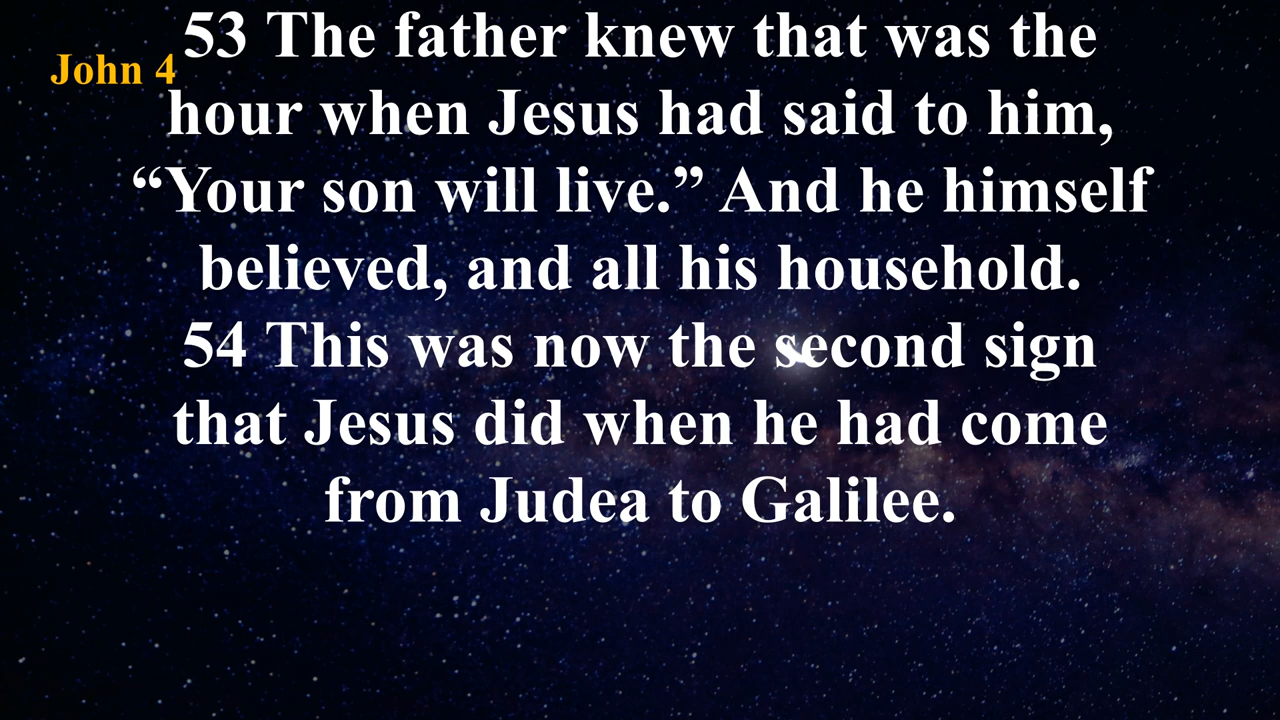 John 4
53 The father knew that was the
hour when Jesus had said to him,
“Your son will live.” And he himself
believed, and all his household.
54 This was now the second sign
that Jesus did when he had come
from Judea to Galilee.